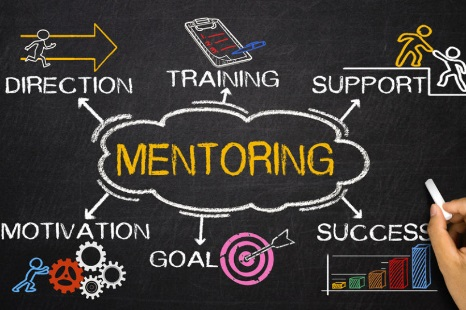 DIRECTION
TRAINING
SUPPORT
MENTORING
MOTIVATION
GOAL
SUCCESS